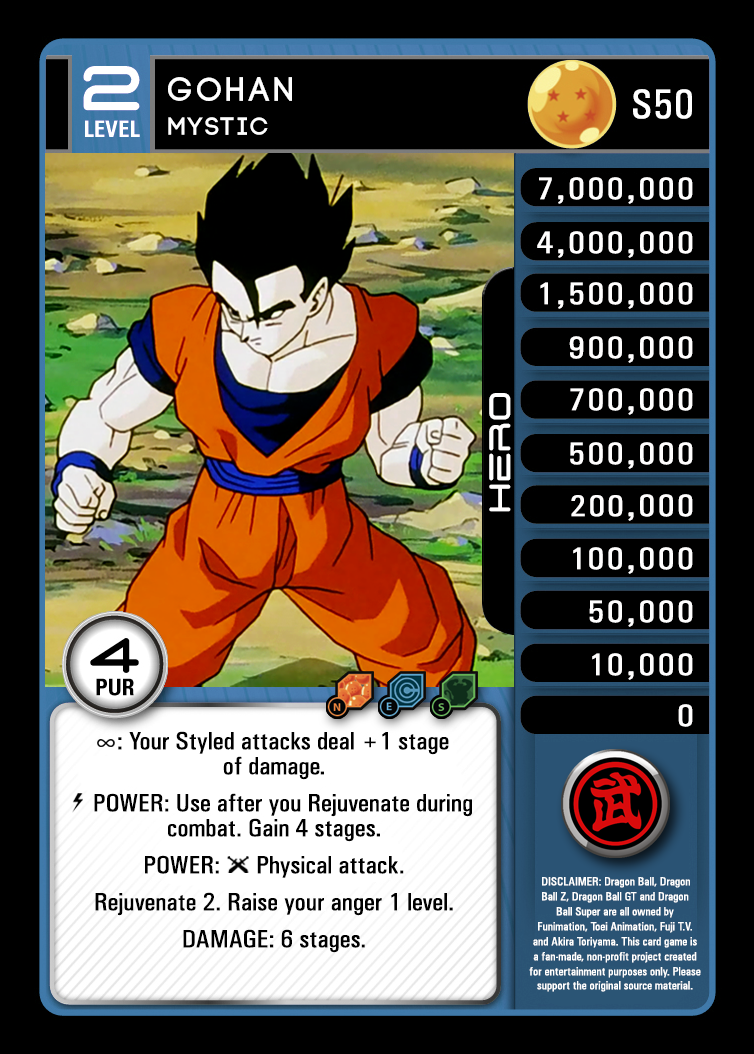 2
LEVEL
GOHAN
MYSTIC
S50
7,000,000
4,000,000
1,500,000
900,000
700,000
500,000
200,000
100,000
50,000
10,000
0
HERO
4
PUR
N E S
∞: Your Styled attacks deal +1 stage
of damage.
POWER: Use after you Rejuvenate during
combat. Gain 4 stages.
POWER: Physical attack.
Rejuvenate 2. Raise your anger 1 level.
DAMAGE: 6 stages.
武
DISCLAIMER: Dragon Ball, Dragon
Ball Z, Dragon Ball GT and Dragon
Ball Super are all owned by
Funimation, Toei Animation, Fuji T.V.
and Akira Toriyama. This card game is
a fan-made, non-profit project created
for entertainment purposes only. Please
support the original source material.